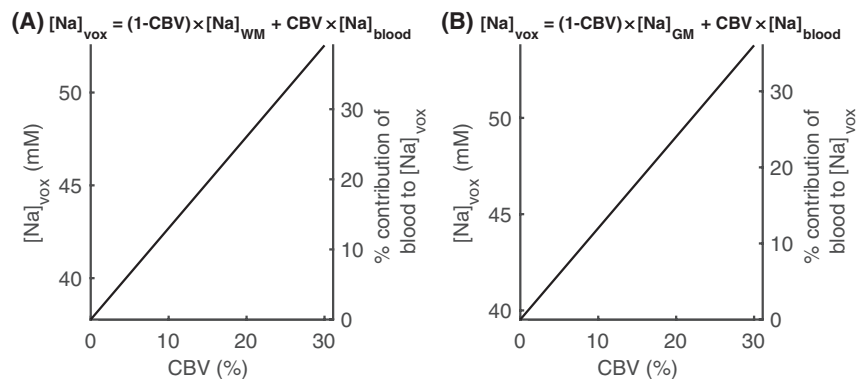 (A) [Na]vox = (1-CBV)×[Na]WM + CBV×[Na]blood
50
45
40
[Na]vox (mM)
30
20
10
0
% contribution of
blood to [Na]vox
0 10 20 30
CBV (%)
(B) [Na]vox = (1-CBV)×[Na]GM + CBV×[Na]blood
50
45
40
[Na]vox (mM)
30
20
10
0
% contribution of
blood to [Na]vox
0 10 20 30
CBV (%)